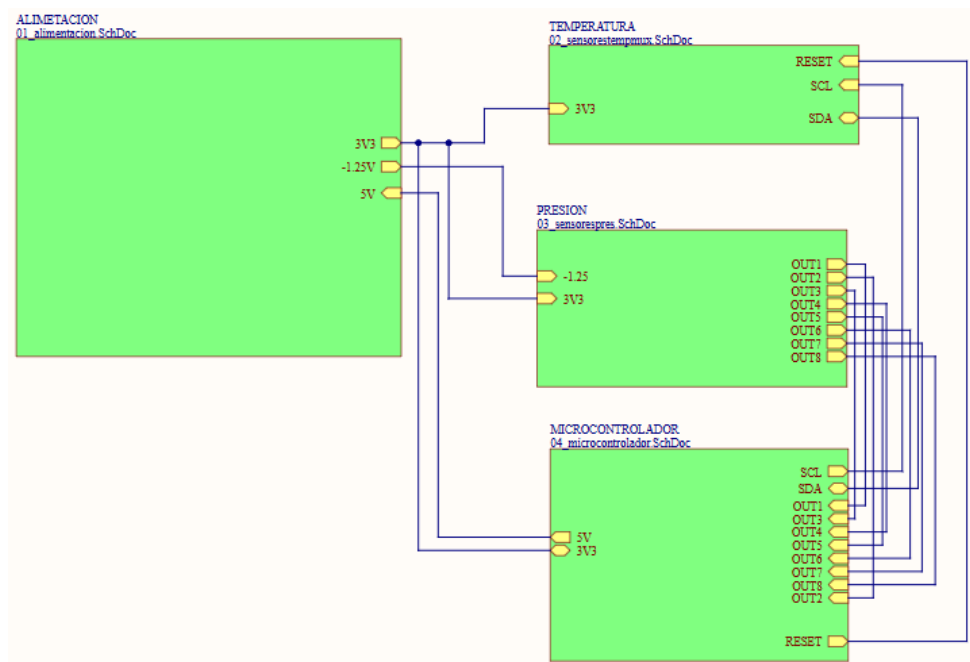 ALIMETACION
01_alimentacion.SchDoc
3V3
-1.25V
5V
TEMPERATURA
02_sensorestempmux.SchDoc
3V3
RESET
SCL
SDA
PRESION
03_sensorespres.SchDoc
-1.25
3V3
OUT1
OUT2
OUT3
OUT4
OUT5
OUT6
OUT7
OUT8
MICROCONTROLADOR
04_microcontrolador.SchDoc
5V
3V3
SCL
SDA
OUT1
OUT3
OUT4
OUT5
OUT6
OUT7
OUT8
OUT2
RESET